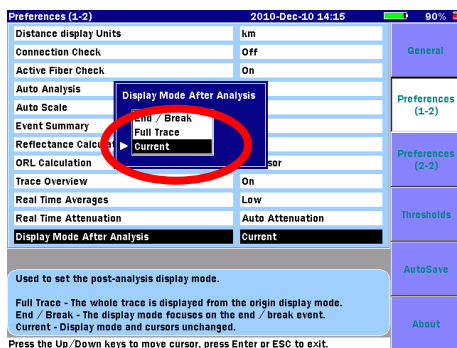 Preferences (1-2) 2010-Dec-10 14:15 90%
Distance display Units km
Connection Check Off
Active Fiber Check On
Auto Analysis
Auto Scale
Event Summary
Reflectance Calcula
ORL Calculation sor
Trace Overview On
Real Time Averages Low
Real Time Attenuation Auto Attenuation
Display Mode After Analysis Current
Display Mode After Analysis
End / Break
Full Trace
Current
General
Preferences
(1-2)
Preferences
(2-2)
Thresholds
AutoSave
About
Used to set the post-analysis display mode.
Full Trace - The whole trace is displayed from the origin display mode.
End / Break - The display mode focuses on the end / break event.
Current - Display mode and cursors unchanged.
Press the Up/Down keys to move cursor, press Enter or ESC to exit.